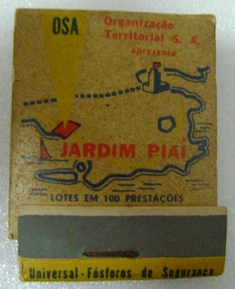 OSA
Organização
Territorial S. A.
apresenta
JARDIM PIAÍ
LOTES EM 100 PRESTAÇÕES
Universal - Fósforos de Segurança